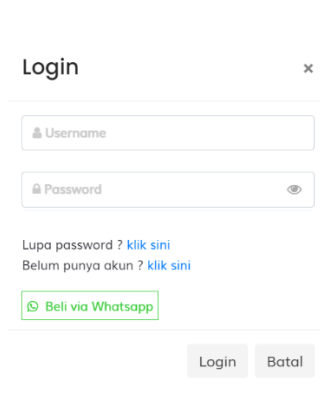 Login
×
Username
Password
Lupa password ? klik sini
Belum punya akun ? klik sini
Beli via Whatsapp
Login Batal